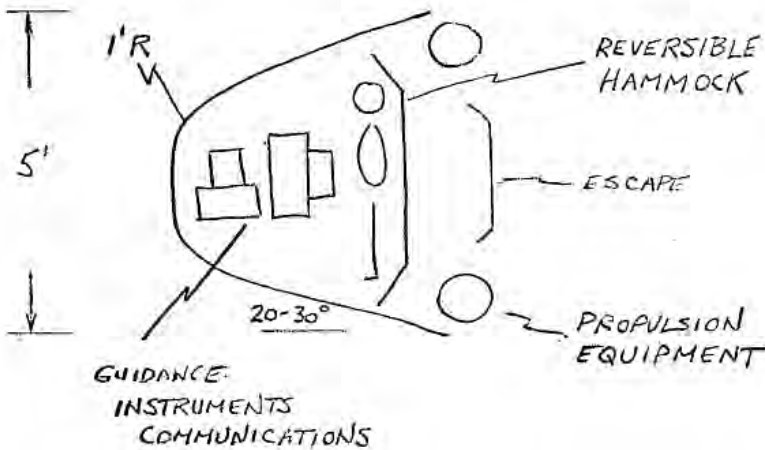 1'R
REVERSIBLE
HAMMOCK
5'
ESCAPE
20-30°
PROPULSION
EQUIPMENT
GUIDANCE
INSTRUMENTS
COMMUNICATIONS